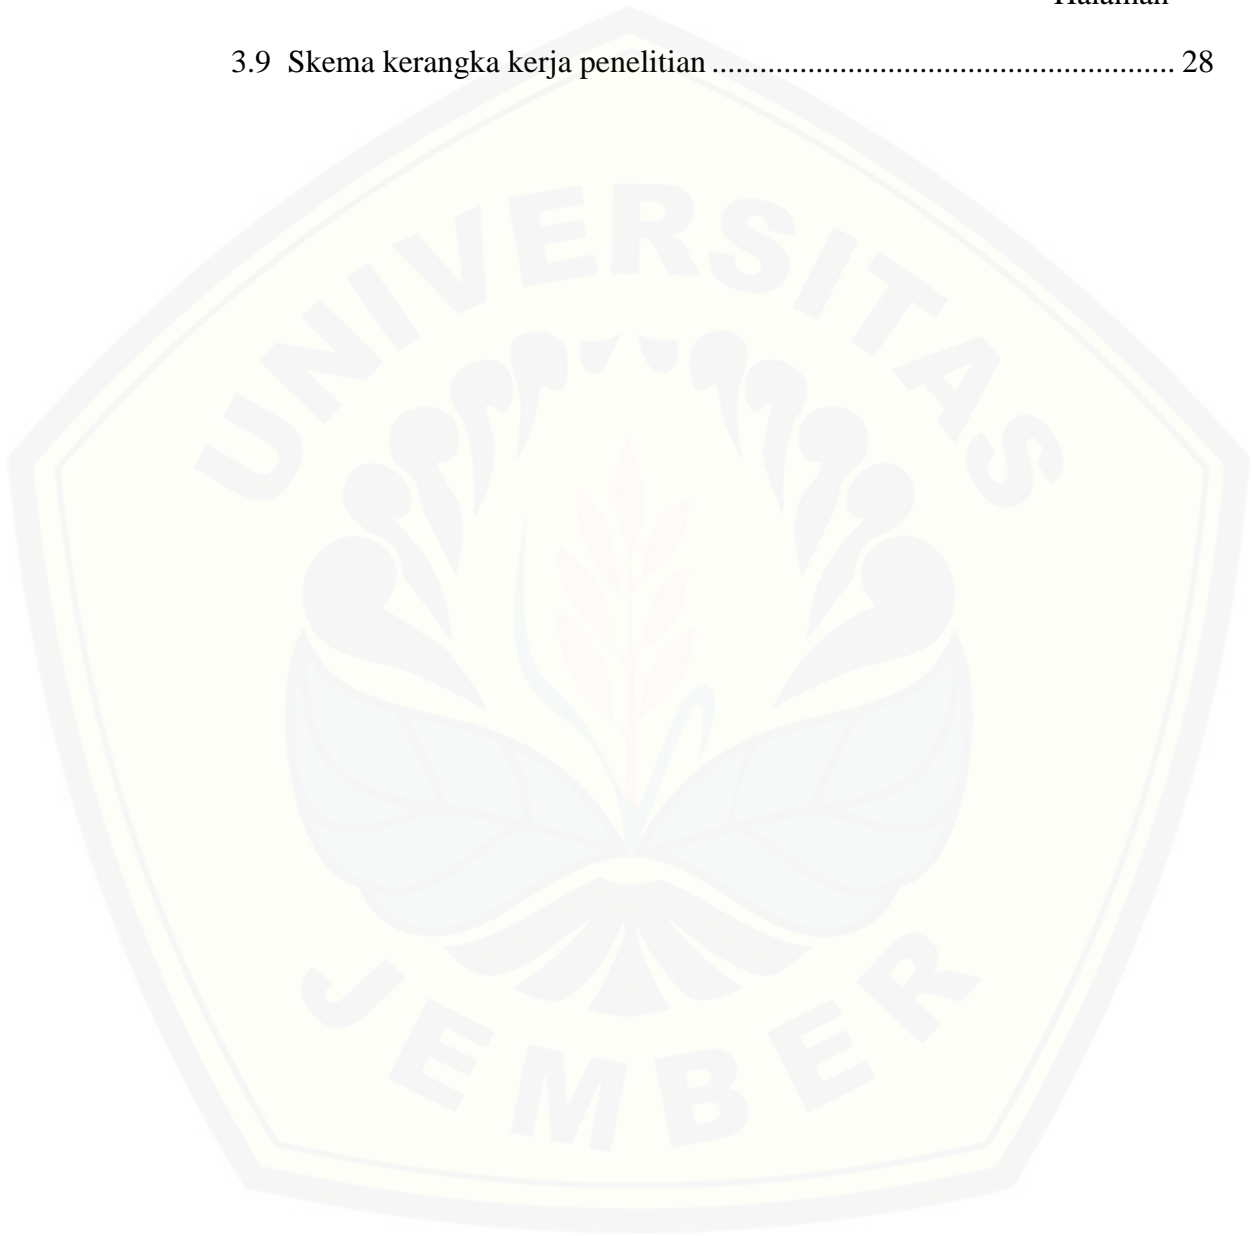 Halaman
3.9 Skema kerangka kerja penelitian ........................................................... 28
UNIVERSITAS
JEMBER